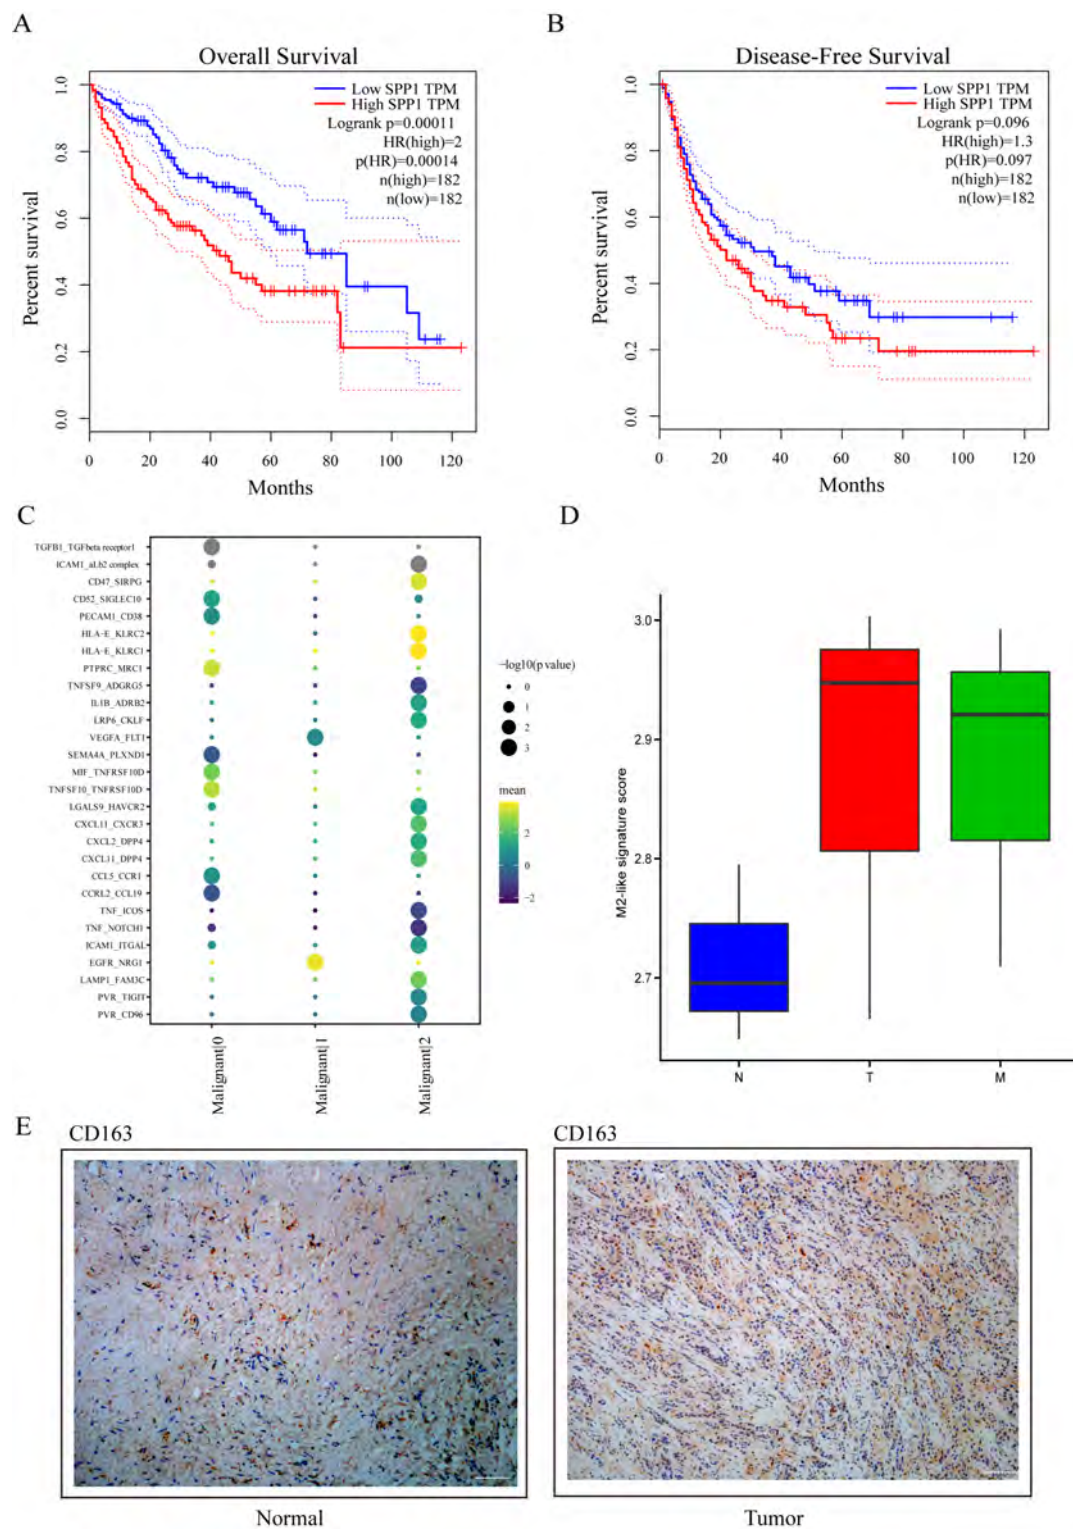 A
Overall Survival
Low SPP1 TPM
High SPP1 TPM
Logrank p=0.00011
HR(high)=2
p(HR)=0.00014
n(high)=182
n(low)=182
Percent survival
1.0
0.8
0.6
0.4
0.2
0.0
0 20 40 60 80 100 120
Months
B
Disease-Free Survival
Low SPP1 TPM
High SPP1 TPM
Logrank p=0.096
HR(high)=1.3
p(HR)=0.097
n(high)=182
n(low)=182
Percent survival
1.0
0.8
0.6
0.4
0.2
0.0
0 20 40 60 80 100 120
Months
C
TGFB1_TGFbeta receptor1
ICAM1_aLb2 complex
CD47_SIRPG
CD52_SIGLEC10
PECAM1_CD38
HLA-E_KLRC2
HLA-E_KLRC1
PTPRC_MRC1
TNFSF9_ADGRG5
IL1B_ADRB2
LRP6_CKLF
VEGFA_FLT1
SEMA4A_PLXND1
MIF_TNFRSF10D
TNFSF10_TNFRSF10D
LGALS9_HAVCR2
CXCL11_CXCR3
CXCL2_DPP4
CXCL11_DPP4
CCL5_CCR1
CCRL2_CCL19
TNF_ICOS
TNF_NOTCH1
ICAM1_ITGAL
EGFR_NRG1
LAMP1_FAM3C
PVR_TIGIT
PVR_CD96
Malignant|0
Malignant|1
Malignant|2
−log10(p value)
0
1
2
3
mean
2
0
−2
D
M2-like signature score
3.0
2.9
2.8
2.7
N T M
E
CD163
Normal
CD163
Tumor